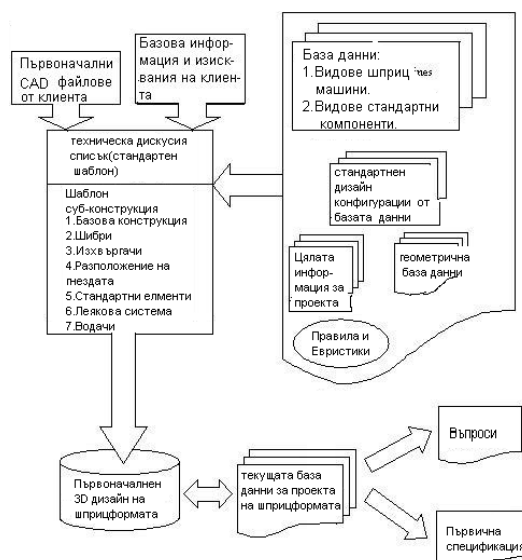 Първоначални
CAD файлове
от клиента
Базова инфор-
мация и изиск-
вания на клиен-
та
техническа дискусия
списък(стандартен
шаблон)
Шаблон
суб-конструкция
1.Базова конструкция
2.Шибри
3.Изхвъргачи
4.Разположение на
гнездата
5.Стандартни елменти
6.Леякова система
7.Водачи
База данни:
1.Видове шприц ines
машини.
2.Видове стандартни
компоненти.
стандартнен
дизайн
конфигурации от
базата данни
Цялата
инфор-
мация за
проекта
геометрична
база данни
Правила и
Евристики
Първоначалнен
3D дизайн на
шприцформата
текущата база
данни за проекта
на шприцформата
Въпроси
Първична
спецификация